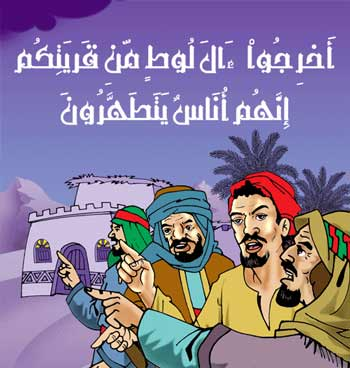 أَخرِجُواْ ءَالَ لُوطٍ مِّن قَريَتِكُم
إِنَّهُم أُنَاسٌ يَتَطَهَّرُونَ